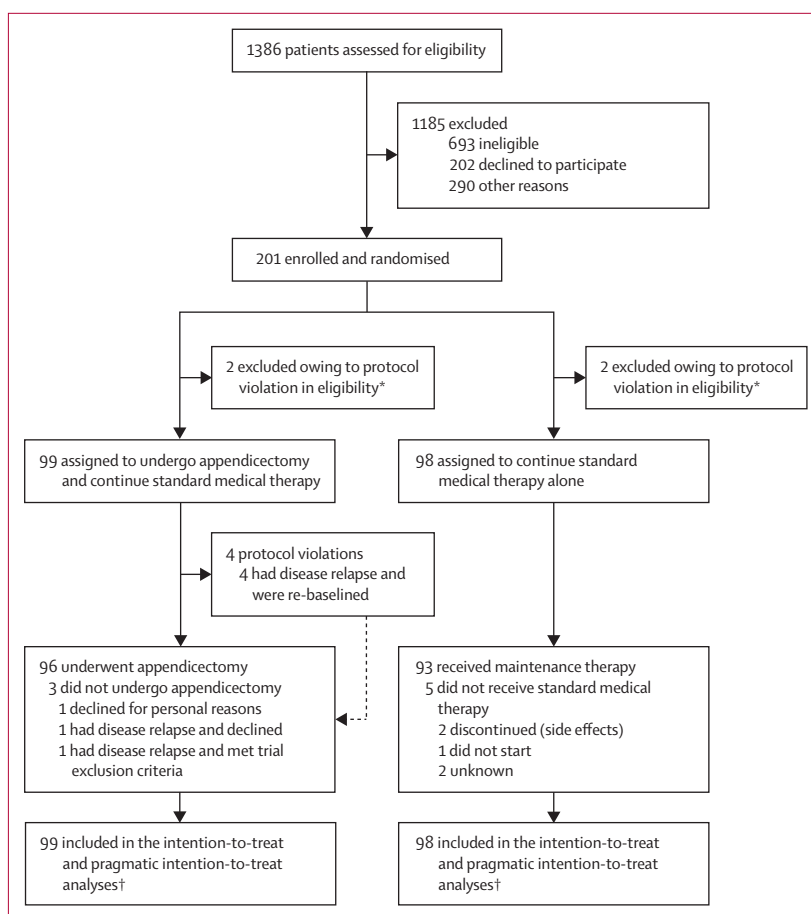 1386 patients assessed for eligibility
1185 excluded
693 ineligible
202 declined to participate
290 other reasons
201 enrolled and randomised
2 excluded owing to protocol
violation in eligibility*
2 excluded owing to protocol
violation in eligibility*
99 assigned to undergo appendicectomy
and continue standard medical therapy
98 assigned to continue standard
medical therapy alone
4 protocol violations
4 had disease relapse and
were re-baselined
96 underwent appendicectomy
3 did not undergo appendicectomy
1 declined for personal reasons
1 had disease relapse and declined
1 had disease relapse and met trial
exclusion criteria
93 received maintenance therapy
5 did not receive standard medical
therapy
2 discontinued (side effects)
1 did not start
2 unknown
99 included in the intention-to-treat
and pragmatic intention-to-treat
analyses†
98 included in the intention-to-treat
and pragmatic intention-to-treat
analyses†